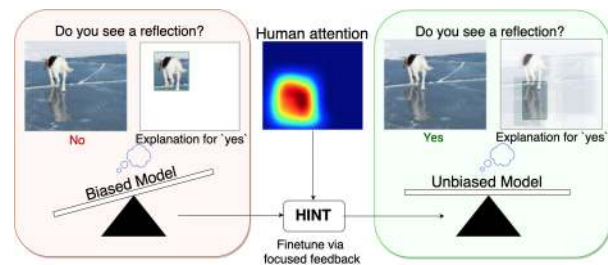 Do you see a reflection?
No
Explanation for `yes'
Biased Model
Human attention
HINT
Finetune via
focused feedback
Do you see a reflection?
Yes
Explanation for `yes'
Unbiased Model